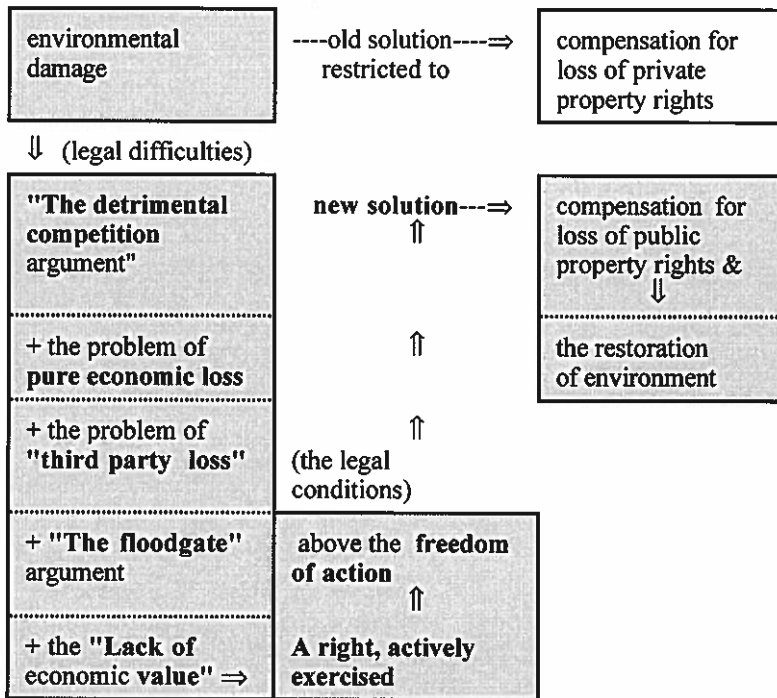 environmental damage
----old solution----⇒
restricted to
compensation for
loss of private
property rights
⇓ (legal difficulties)
"The detrimental
competition
argument"
new solution---⇒
⇑
compensation for
loss of public
property rights &
⇓
+ the problem of
pure economic loss
⇑
the restoration
of environment
+ the problem of
"third party loss"
⇑
(the legal
conditions)
+ "The floodgate"
argument
above the freedom
of action
⇑
+ the "Lack of
economic value" ⇒
A right, actively
exercised